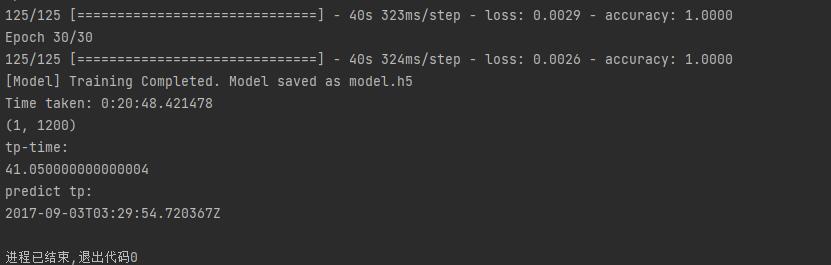 125/125 [==============================] - 40s 323ms/step - loss: 0.0029 - accuracy: 1.0000
Epoch 30/30
125/125 [==============================] - 40s 324ms/step - loss: 0.0026 - accuracy: 1.0000
[Model] Training Completed. Model saved as model.h5
Time taken: 0:20:48.421478
(1, 1200)
tp-time:
41.050000000000004
predict tp:
2017-09-03T03:29:54.720367Z
进程已结束,退出代码0